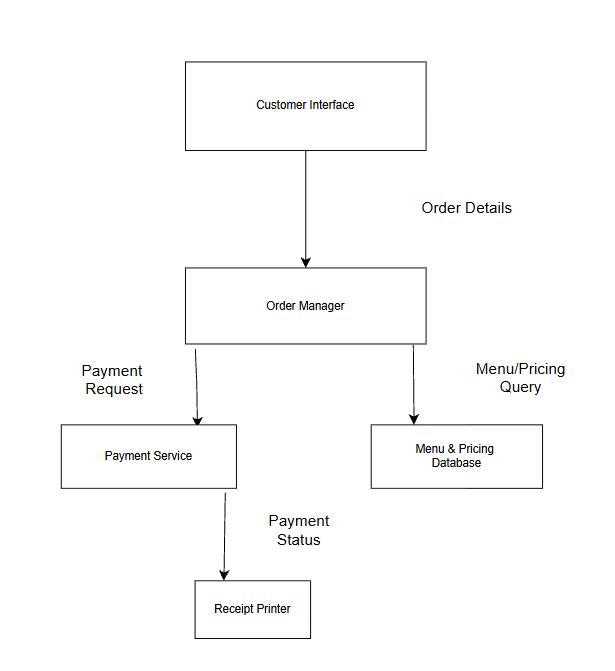 Customer Interface
Order Details
Order Manager
Payment
Request
Menu/Pricing
Query
Payment Service
Menu & Pricing
Database
Payment
Status
Receipt Printer